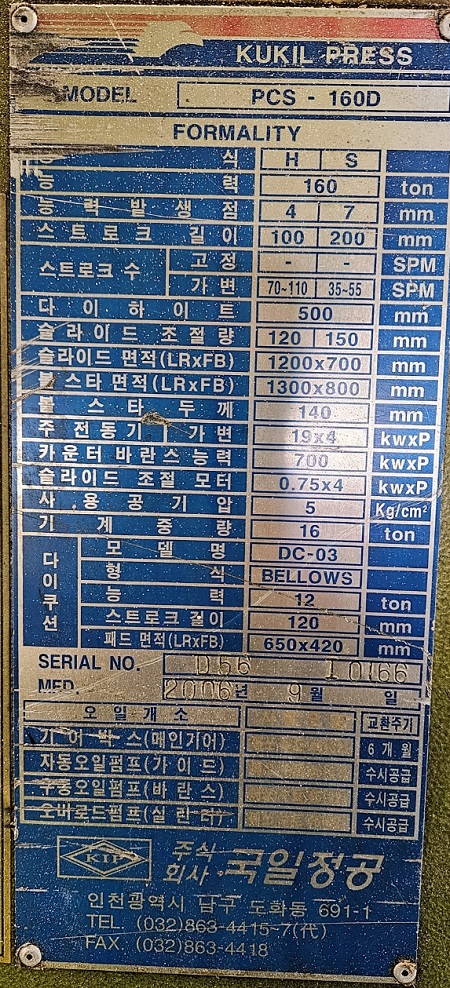 KUKIL PRESS
MODEL PCS - 160D
FORMALITY
식 H S
능 력 160 ton
능 력 발 생 점 4 7 mm
스 트 로 크 길 이 100 200 mm
스트로크 수 고 정 - - SPM
가 변 70~110 35~55 SPM
다 이 하 이 트 500 mm
슬 라 이 드 조 절 량 120 150 mm
슬라이드 면적(LRxFB) 1200x700 mm
볼스타 면적(LRxFB) 1300x800 mm
볼 스 타 두 께 140 mm
주 전 동 기 가 변 19x4 kwxP
카운터 바란스 능력 700 kwxP
슬라이드 조절 모터 0.75x4 kwxP
사 용 공 기 압 5 Kg/cm²
기 계 중 량 16 ton
다이쿠션 모 델 명 DC-03
형 식 BELLOWS
능 력 12 ton
스트로크 길이 120 mm
패드 면적(LRxFB) 650x420 mm
SERIAL NO. D56 I0166
MFD. 2006년 9월 일
오 일 개 소 교환주기
기 어 박 스(메인기어) 6 개 월
자동오일펌프(가 이 드) 수시공급
수동오일펌프(바 란 스) 수시공급
오바로드펌프(실 린 더) 수시공급
KIP 주식회사 국일정공
인천광역시 남구 도화동 691-1
TEL. (032)863-4415~7(代)
FAX. (032)863-4418